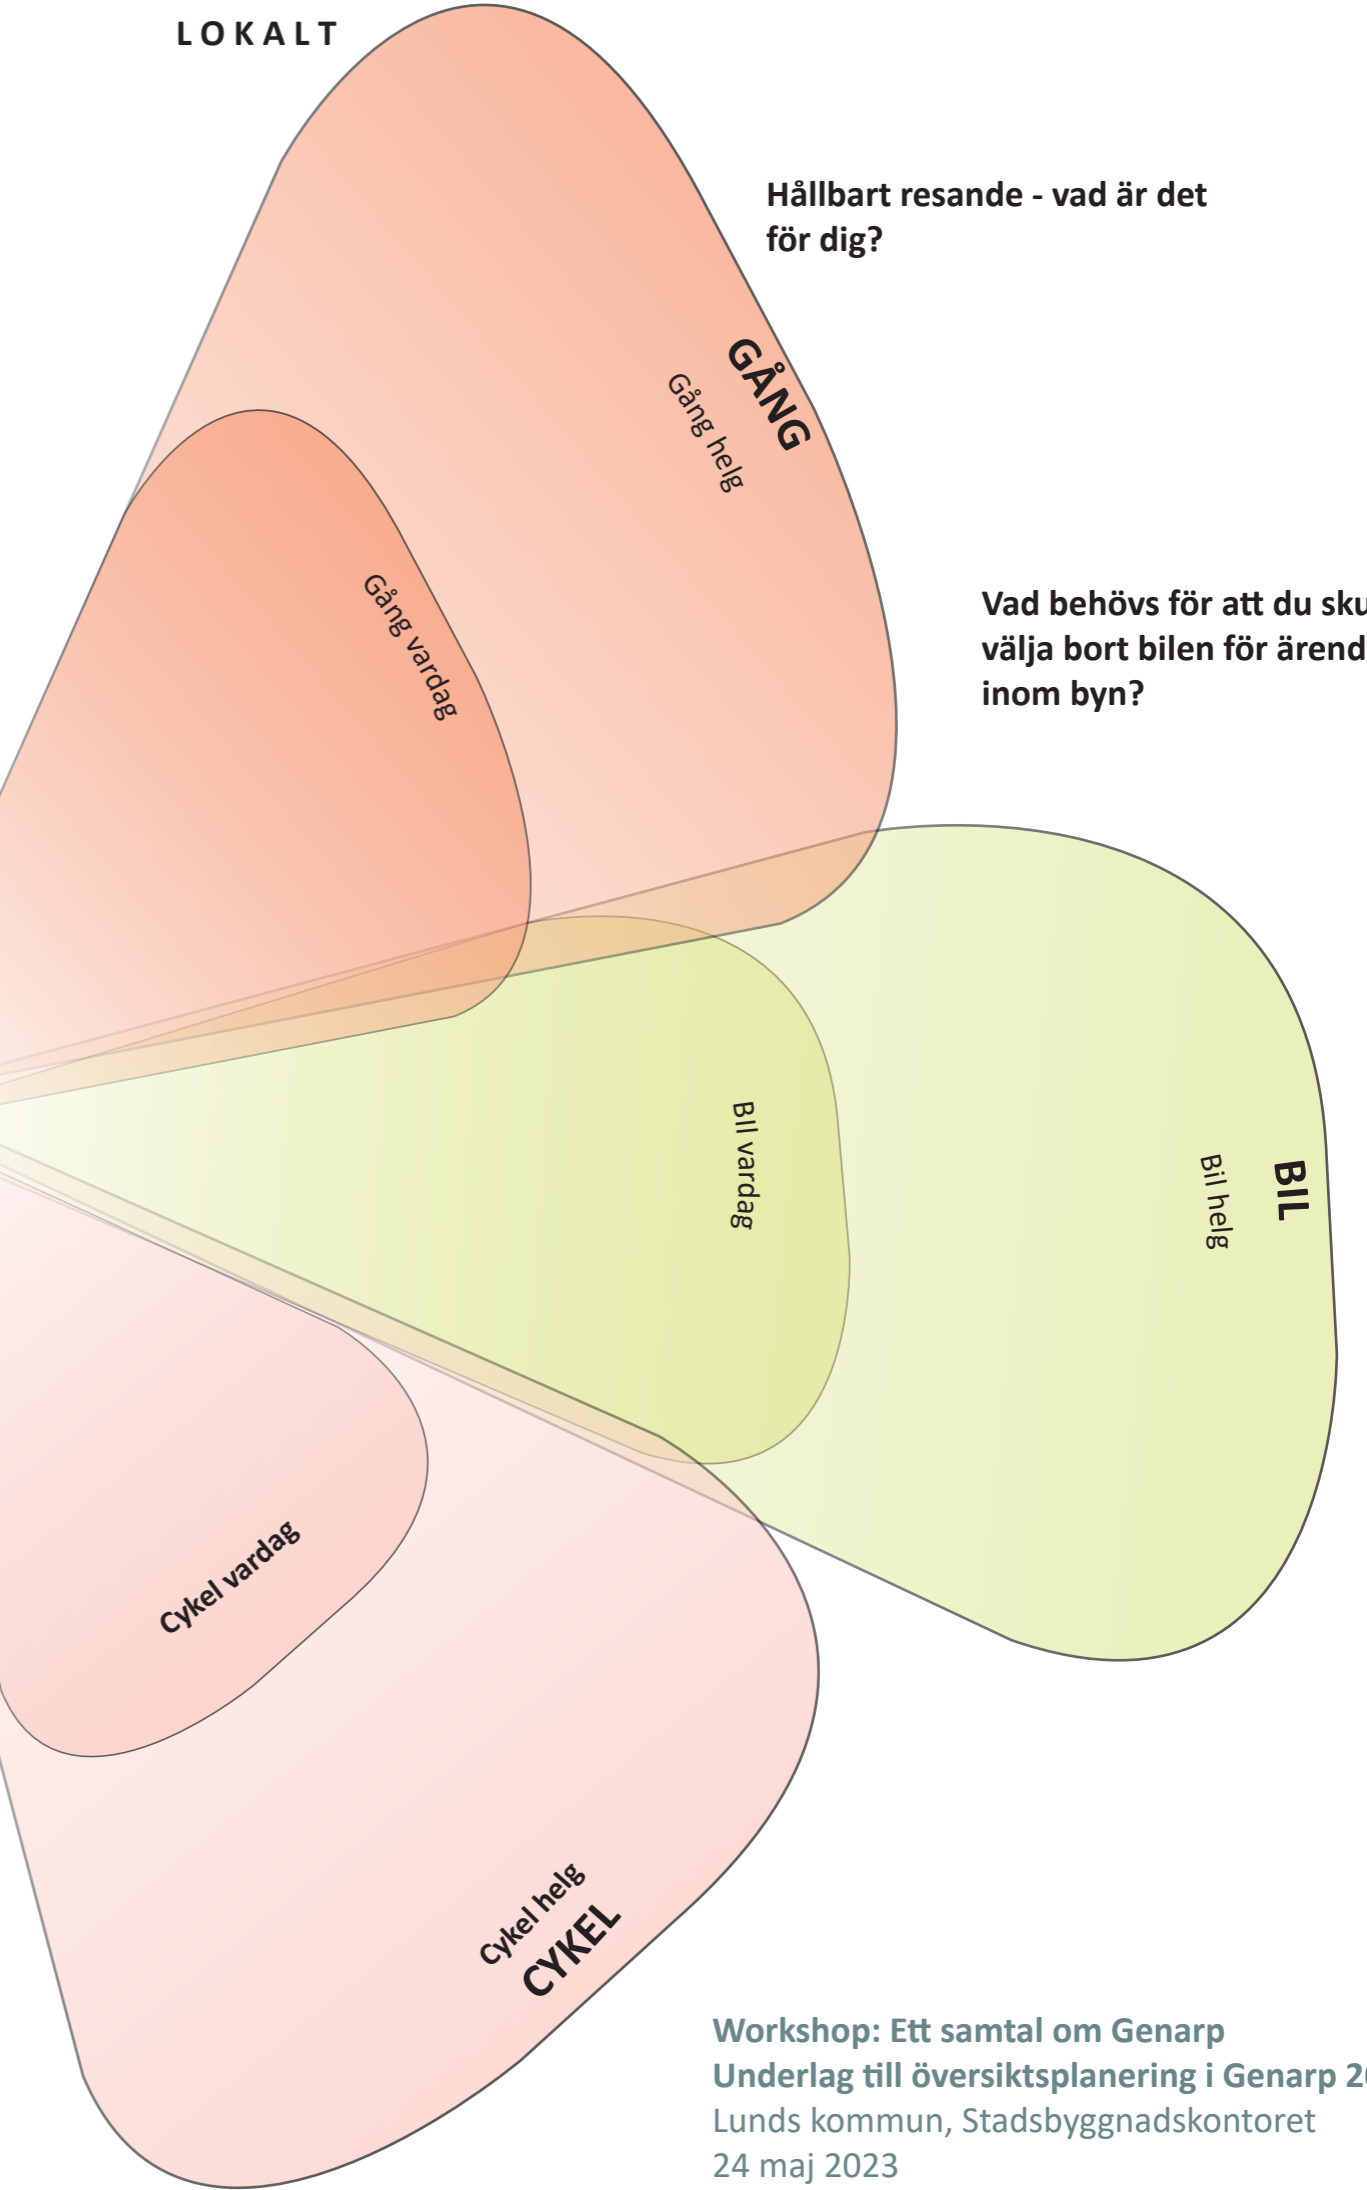 LOKALT
Hållbart resande - vad är det
för dig?
GÅNG
Gång helg
Gång vardag
Vad behövs för att du sku
välja bort bilen för ärend
inom byn?
BIl vardag
Bil helg
BIL
Cykel vardag
Cykel helg
CYKEL
Workshop: Ett samtal om Genarp
Underlag till översiktsplanering i Genarp 20
Lunds kommun, Stadsbyggnadskontoret
24 maj 2023